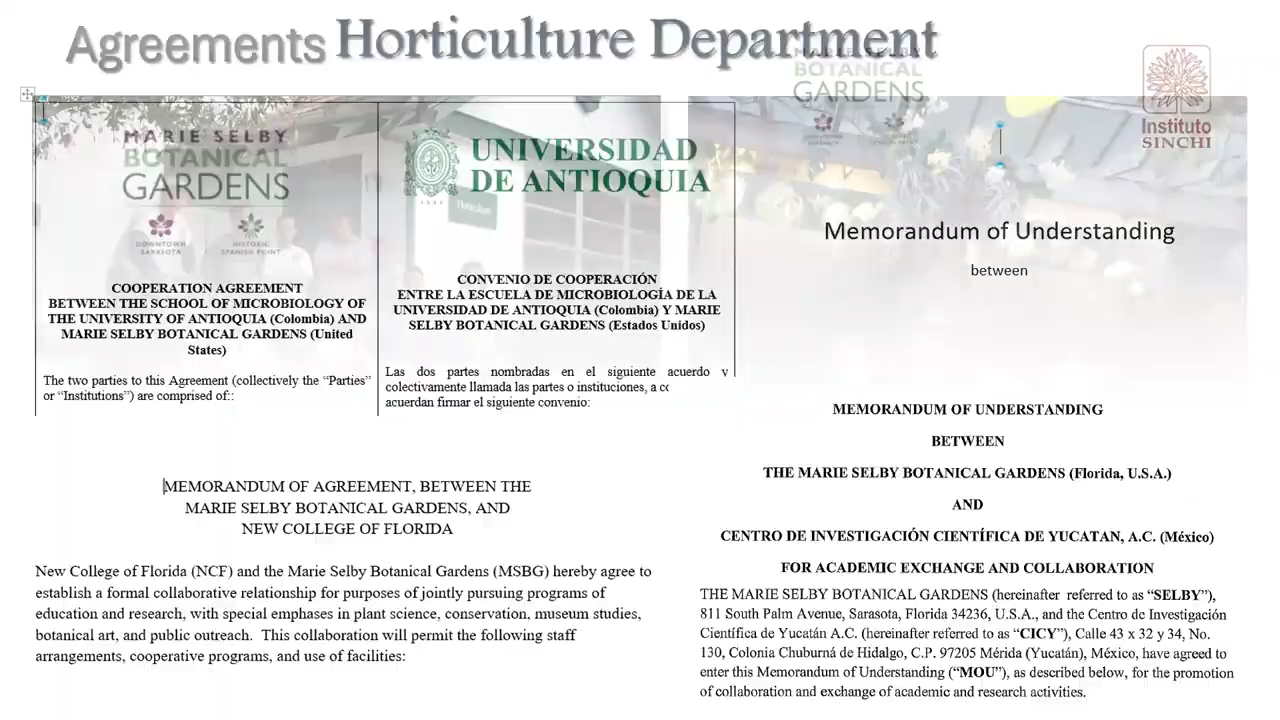 Agreements Horticulture Department
MARIE SELBY
BOTANICAL
GARDENS
DOWNTOWN
SARASOTA
HISTORIC
SPANISH POINT
UNIVERSIDAD
DE ANTIOQUIA
Horticulture
COOPERATION AGREEMENT
BETWEEN THE SCHOOL OF MICROBIOLOGY OF
THE UNIVERSITY OF ANTIOQUIA (Colombia) AND
MARIE SELBY BOTANICAL GARDENS (United
States)
The two parties to this Agreement (collectively the “Parties”
or “Institutions”) are comprised of::
CONVENIO DE COOPERACIÓN
ENTRE LA ESCUELA DE MICROBIOLOGÍA DE LA
UNIVERSIDAD DE ANTIOQUIA (Colombia) Y MARIE
SELBY BOTANICAL GARDENS (Estados Unidos)
Las dos partes nombradas en el siguiente acuerdo y
colectivamente llamada las partes o instituciones, a
acuerdan firmar el siguiente convenio:
MARIE SELBY
BOTANICAL
GARDENS
Instituto
SINCHI
Memorandum of Understanding
between
MEMORANDUM OF AGREEMENT, BETWEEN THE
MARIE SELBY BOTANICAL GARDENS, AND
NEW COLLEGE OF FLORIDA
New College of Florida (NCF) and the Marie Selby Botanical Gardens (MSBG) hereby agree to
establish a formal collaborative relationship for purposes of jointly pursuing programs of
education and research, with special emphases in plant science, conservation, museum studies,
botanical art, and public outreach. This collaboration will permit the following staff
arrangements, cooperative programs, and use of facilities:
MEMORANDUM OF UNDERSTANDING
BETWEEN
THE MARIE SELBY BOTANICAL GARDENS (Florida, U.S.A.)
AND
CENTRO DE INVESTIGACIÓN CIENTÍFICA DE YUCATAN, A.C. (México)
FOR ACADEMIC EXCHANGE AND COLLABORATION
THE MARIE SELBY BOTANICAL GARDENS (hereinafter referred to as “SELBY”),
811 South Palm Avenue, Sarasota, Florida 34236, U.S.A., and the Centro de Investigación
Científica de Yucatán A.C. (hereinafter referred to as “CICY”), Calle 43 x 32 y 34, No.
130, Colonia Chuburná de Hidalgo, C.P. 97205 Mérida (Yucatán), México, have agreed to
enter this Memorandum of Understanding (“MOU”), as described below, for the promotion
of collaboration and exchange of academic and research activities.